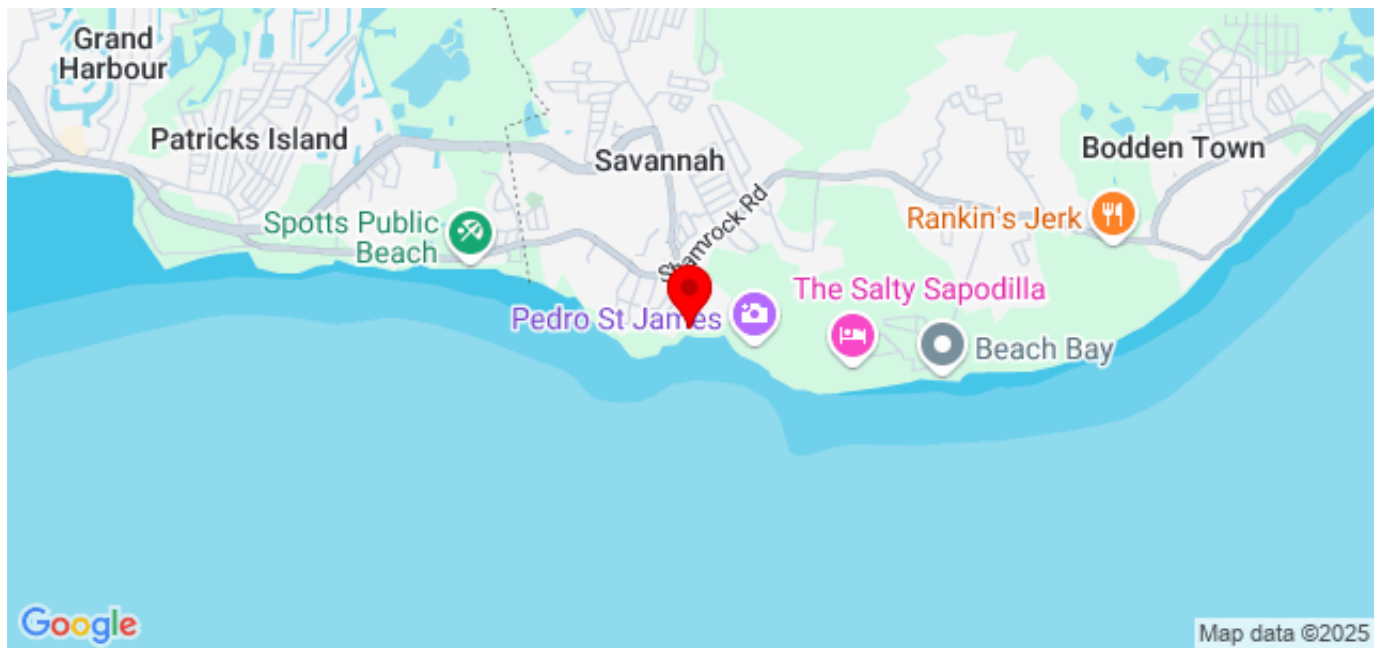 Grand
Harbour
Patricks Island
Savannah
Bodden Town
Shamrock Rd
Spotts Public
Beach
Rankin's Jerk
Pedro St James
The Salty Sapodilla
Beach Bay
Google
Map data ©2025